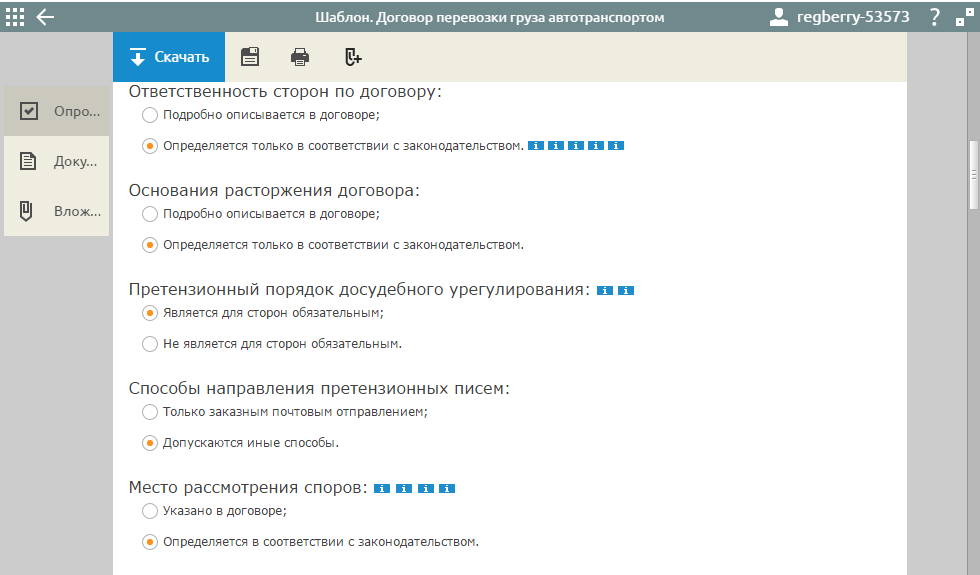 Шаблон. Договор перевозки груза автотранспортом
regberry-53573
?
Скачать
Опро...
Доку...
Влож...
Ответственность сторон по договору:
Подробно описывается в договоре;
Определяется только в соответствии с законодательством. i i i i i
Основания расторжения договора:
Подробно описывается в договоре;
Определяется только в соответствии с законодательством.
Претензионный порядок досудебного урегулирования: i i
Является для сторон обязательным;
Не является для сторон обязательным.
Способы направления претензионных писем:
Только заказным почтовым отправлением;
Допускаются иные способы.
Место рассмотрения споров: i i i i
Указано в договоре;
Определяется в соответствии с законодательством.